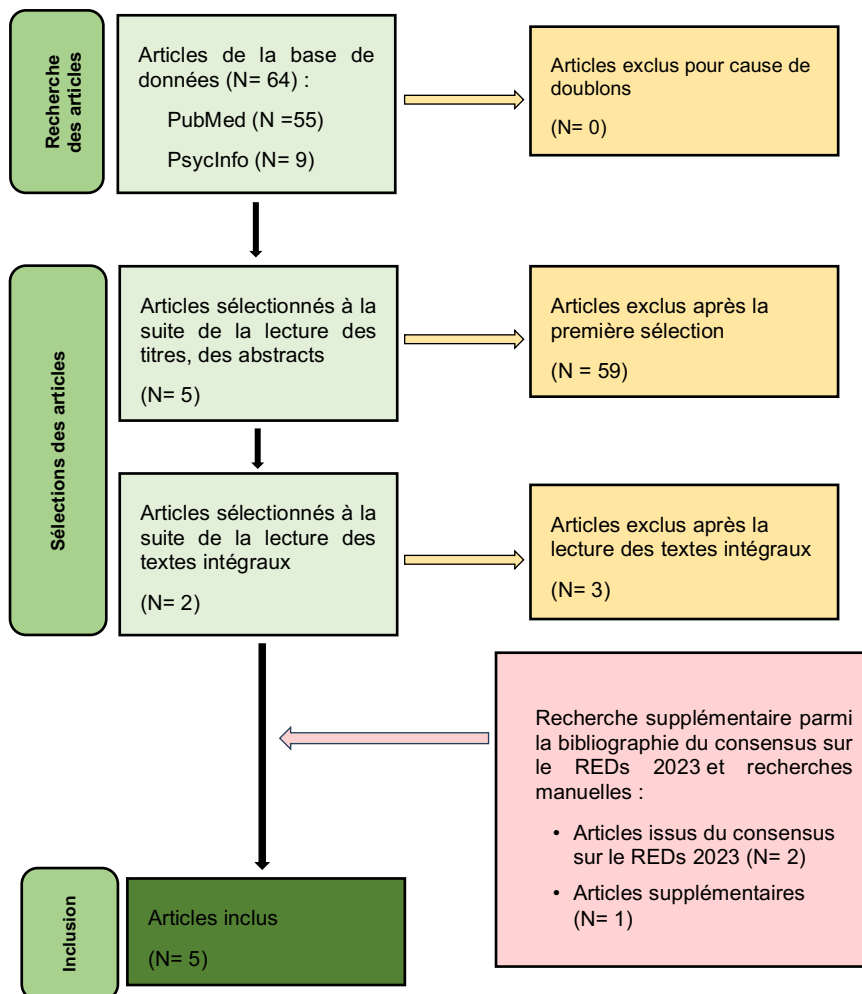 Recherche
des articles
Articles de la base de
données (N= 64) :
PubMed (N =55)
PsycInfo (N= 9)
Articles exclus pour cause de
doublons
(N= 0)
Sélections des articles
Articles sélectionnés à la
suite de la lecture des
titres, des abstracts
(N= 5)
Articles exclus après la
première sélection
(N = 59)
Articles sélectionnés à la
suite de la lecture des
textes intégraux
(N= 2)
Articles exclus après la
lecture des textes intégraux
(N= 3)
Recherche supplémentaire parmi
la bibliographie du consensus sur
le REDs 2023 et recherches
manuelles :
• Articles issus du consensus
sur le REDs 2023 (N= 2)
• Articles supplémentaires
(N= 1)
Inclusion
Articles inclus
(N= 5)